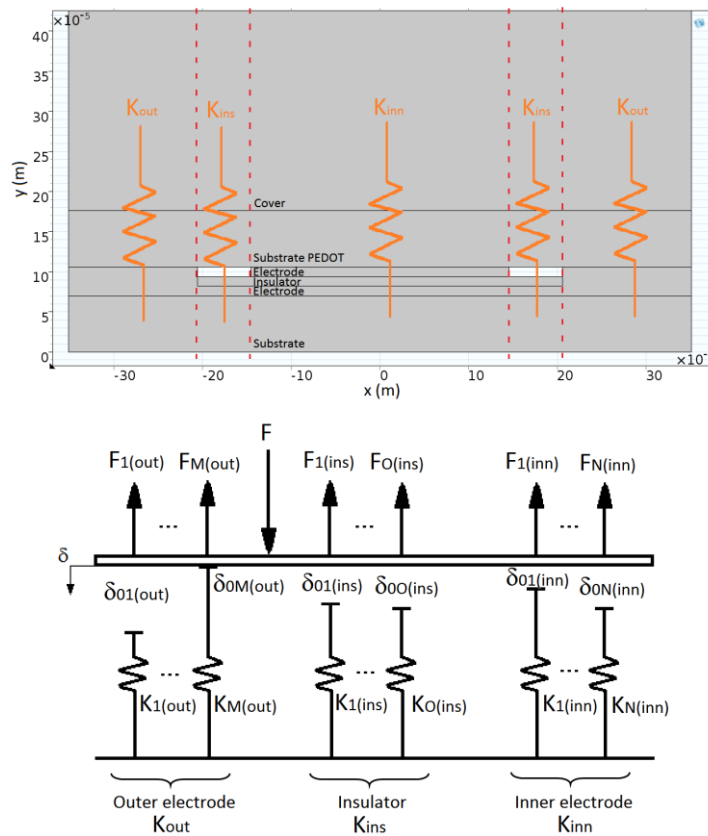 ×10⁻⁵
40
35
30
25
20
15
10
5
0
y (m)
Kout Kins Kinn Kins Kout
Cover
Substrate PEDOT
Electrode
Insulator
Electrode
Substrate
-30 -20 -10 0 10 20 30 ×10⁻
x (m)
F
F1(out) FM(out) F1(ins) FO(ins) F1(inn) FN(inn)
... ... ...
δ
δ01(out) δ0M(out) δ01(ins) δ0O(ins) δ01(inn) δ0N(inn)
... ... ...
K1(out) KM(out) K1(ins) KO(ins) K1(inn) KN(inn)
Outer electrode Insulator Inner electrode
Kout Kins Kinn